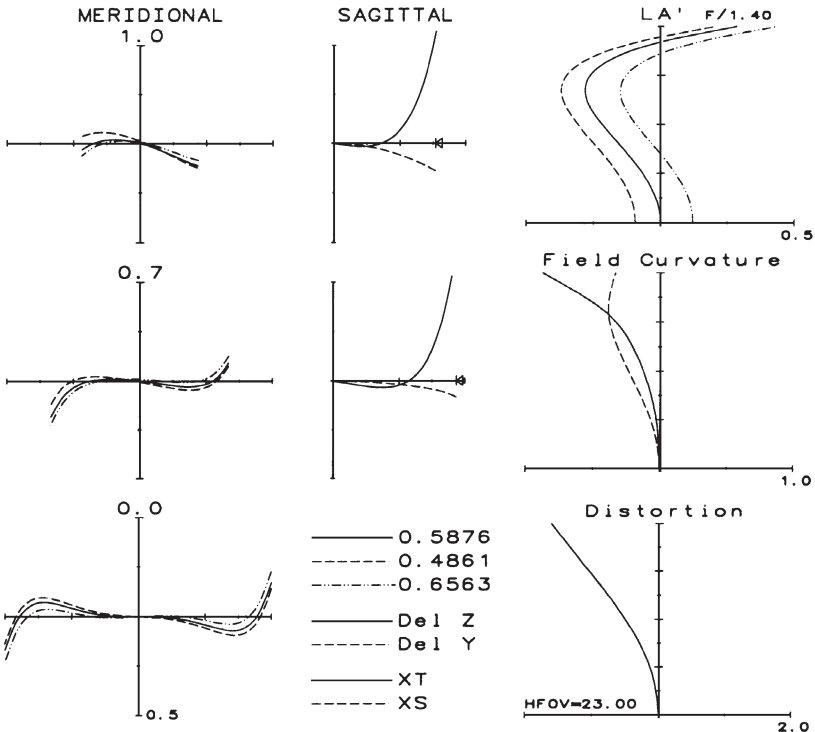 MERIDIONAL
SAGITTAL
LA' F/1.40
1.0
0.5
0.7
Field Curvature
1.0
0.0
0.5
0.5876
0.4861
0.6563
Del Z
Del Y
XT
XS
Distortion
HFOV=23.00
2.0